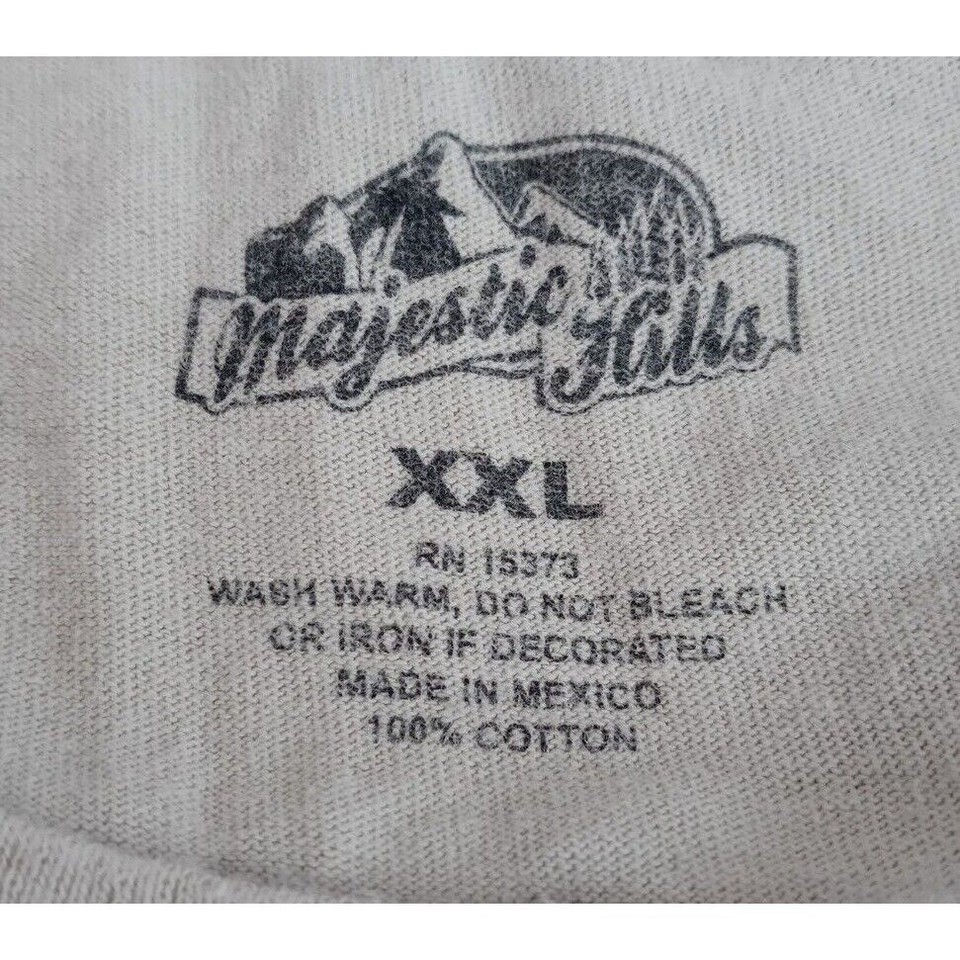 Majestic Hills
XXL
RN 15373
WASH WARM, DO NOT BLEACH
OR IRON IF DECORATED
MADE IN MEXICO
100% COTTON